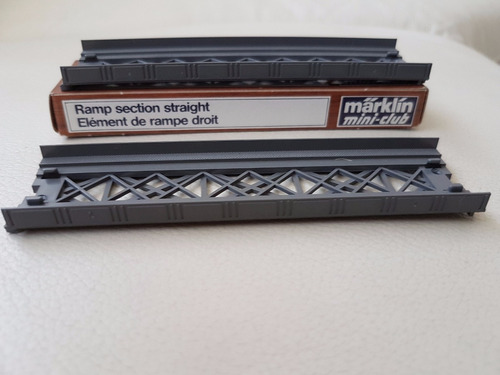 Ramp section straight
Elément de rampe droit
märklin
mini-club